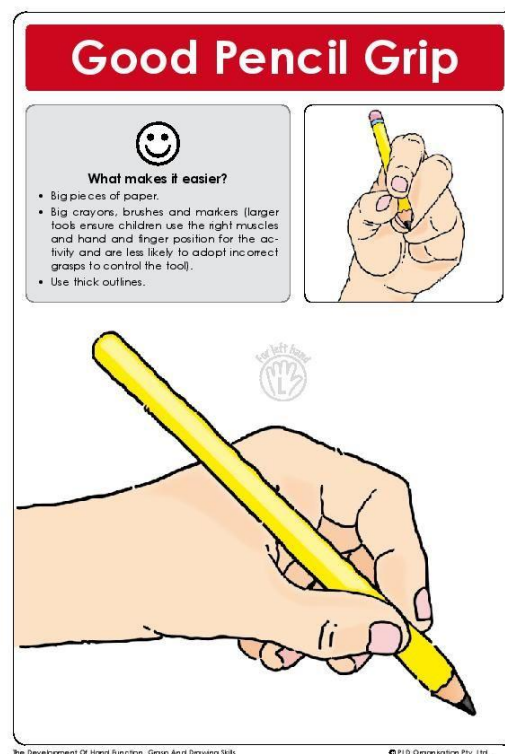 Good Pencil Grip
What makes it easier?
• Big pieces of paper.
• Big crayons, brushes and markers (larger
tools ensure children use the right muscles
and hand and finger position for the ac-
tivity and are less likely to adopt incorrect
grasps to control the tool).
• Use thick outlines.
For left hand
L
The Development Of Hand Function, Grasp And Drawing Skills
© PLD Organisation Pty. Ltd.